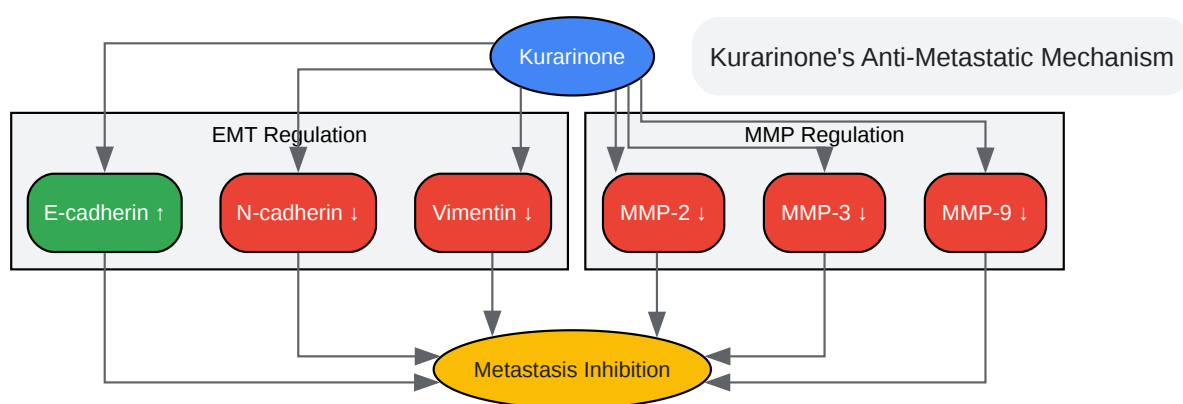 Kurarinone
Kurarinone's Anti-Metastatic Mechanism
EMT Regulation
MMP Regulation
E-cadherin ↑
N-cadherin ↓
Vimentin ↓
MMP-2 ↓
MMP-3 ↓
MMP-9 ↓
Metastasis Inhibition